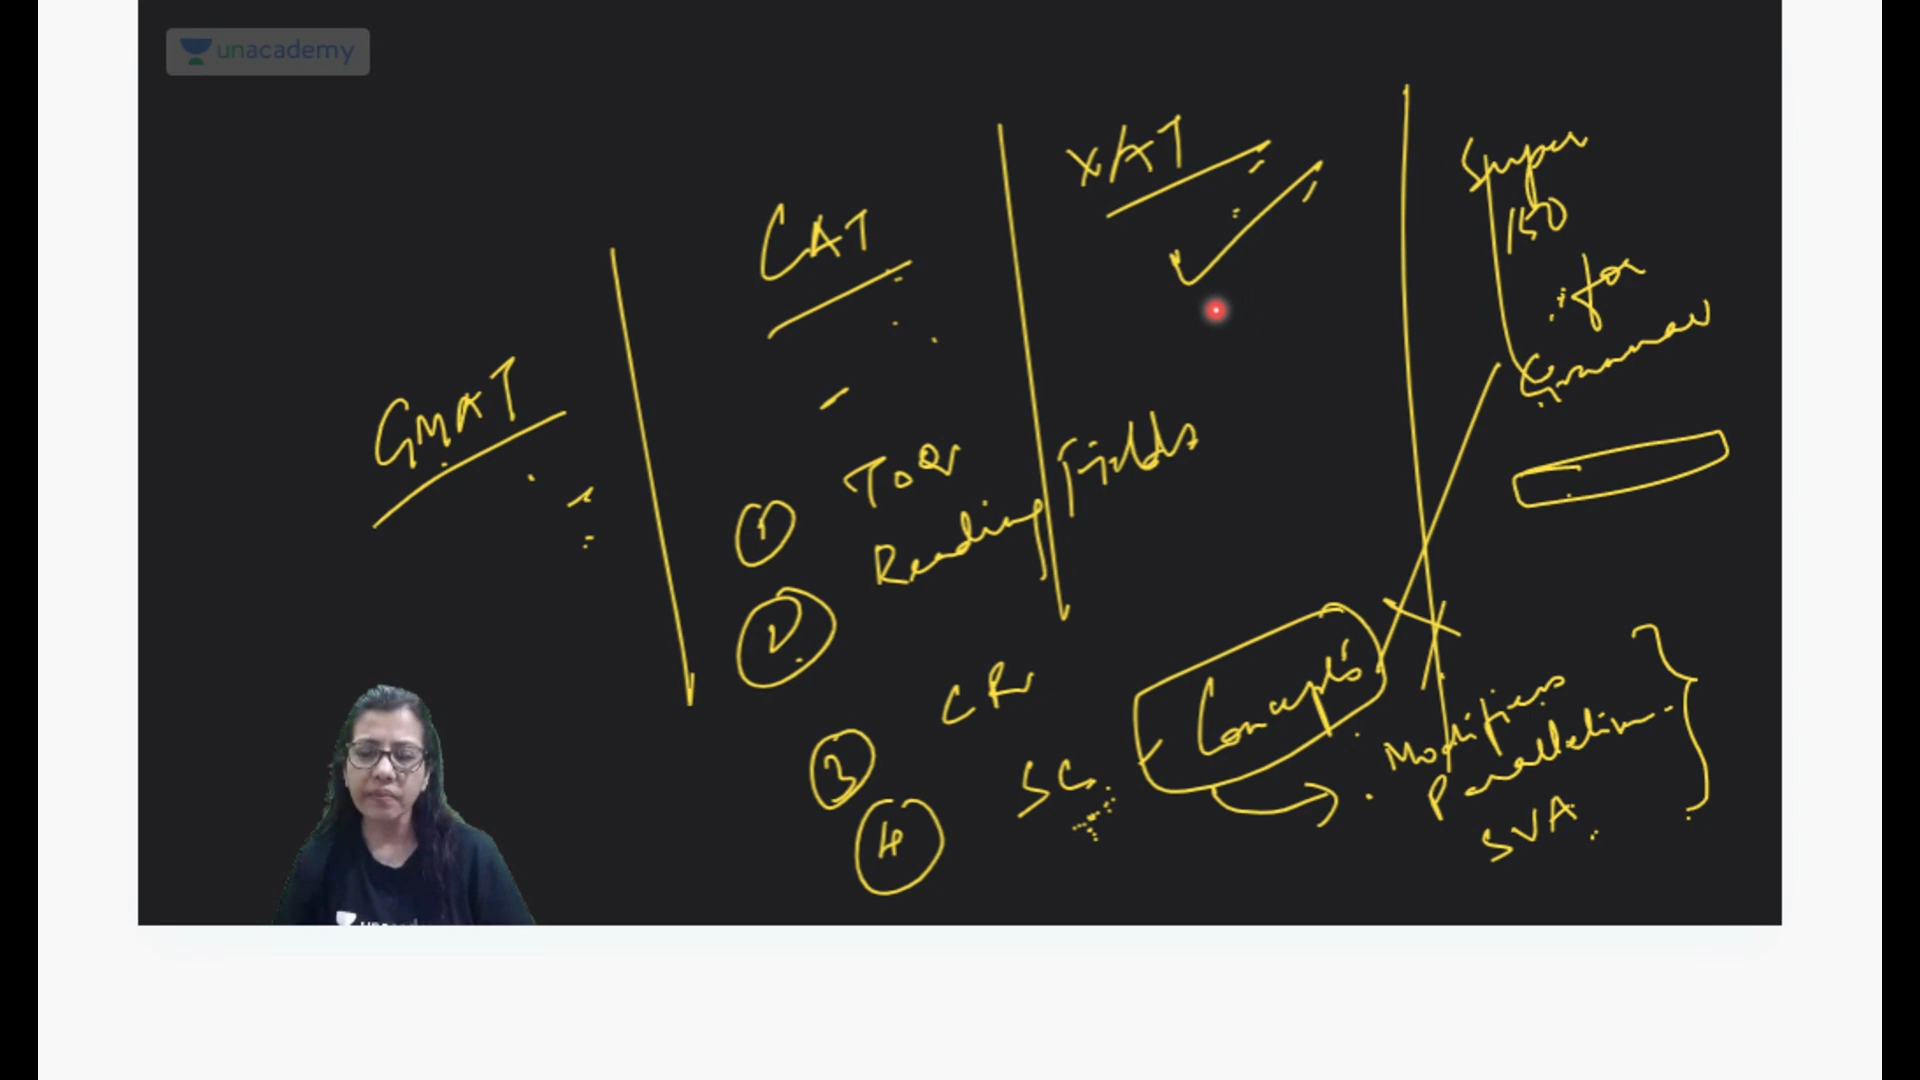 unacademy
GMAT
CAT
XAT
Super
150
for
Grammar
① 
Reading Fields
②
③ CR
④ SC
Concepts
Modifiers
Parallelism
SVA